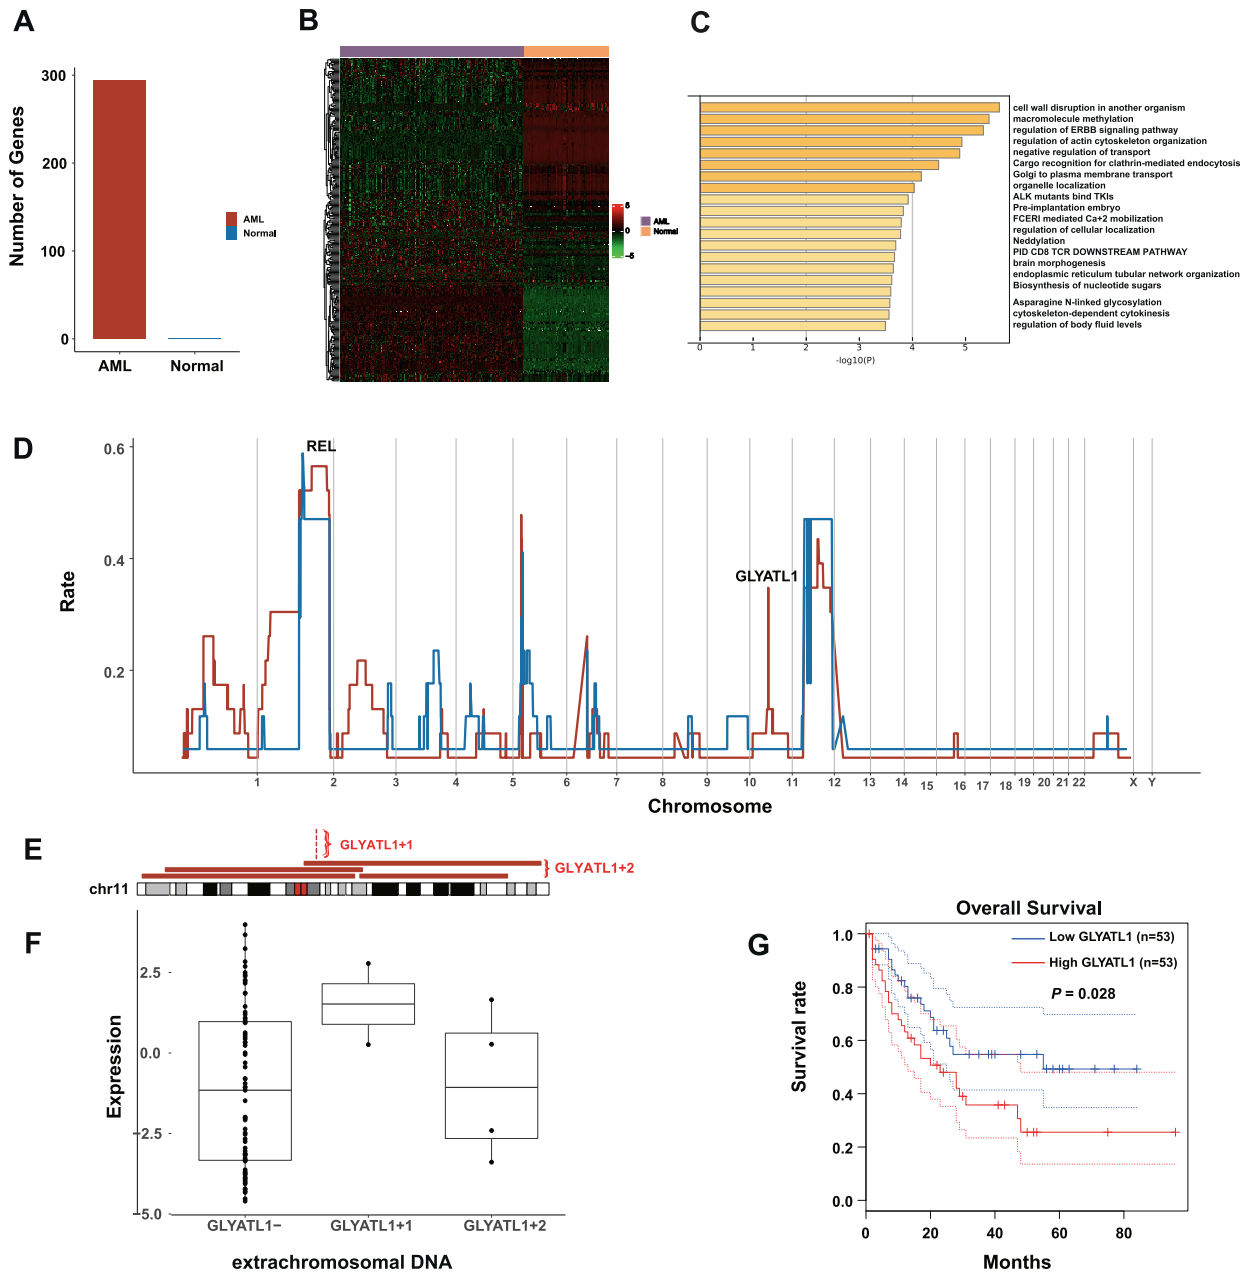 A
B
C
Number of Genes
300
200
100
0
AML
Normal
AML
Normal
5
0
-5
AML
Normal
cell wall disruption in another organism
macromolecule methylation
regulation of ERBB signaling pathway
regulation of actin cytoskeleton organization
negative regulation of transport
Cargo recognition for clathrin-mediated endocytosis
Golgi to plasma membrane transport
organelle localization
ALK mutants bind TKIs
Pre-implantation embryo
FCERI mediated Ca+2 mobilization
regulation of cellular localization
Neddylation
PID CD8 TCR DOWNSTREAM PATHWAY
brain morphogenesis
endoplasmic reticulum tubular network organization
Biosynthesis of nucleotide sugars
Asparagine N-linked glycosylation
cytoskeleton-dependent cytokinesis
regulation of body fluid levels
0 1 2 3 4 5
-log10(P)
D
Rate
0.6
0.4
0.2
REL
GLYATL1
1 2 3 4 5 6 7 8 9 10 11 12 13 14 15 16 17 18 19 20 21 22 X Y
Chromosome
E
GLYATL1+1
GLYATL1+2
chr11
F
Expression
2.5
0.0
-2.5
-5.0
GLYATL1− GLYATL1+1 GLYATL1+2
extrachromosomal DNA
G
Overall Survival
Low GLYATL1 (n=53)
High GLYATL1 (n=53)
P = 0.028
Survival rate
1.0
0.8
0.6
0.4
0.2
0.0
0 20 40 60 80
Months